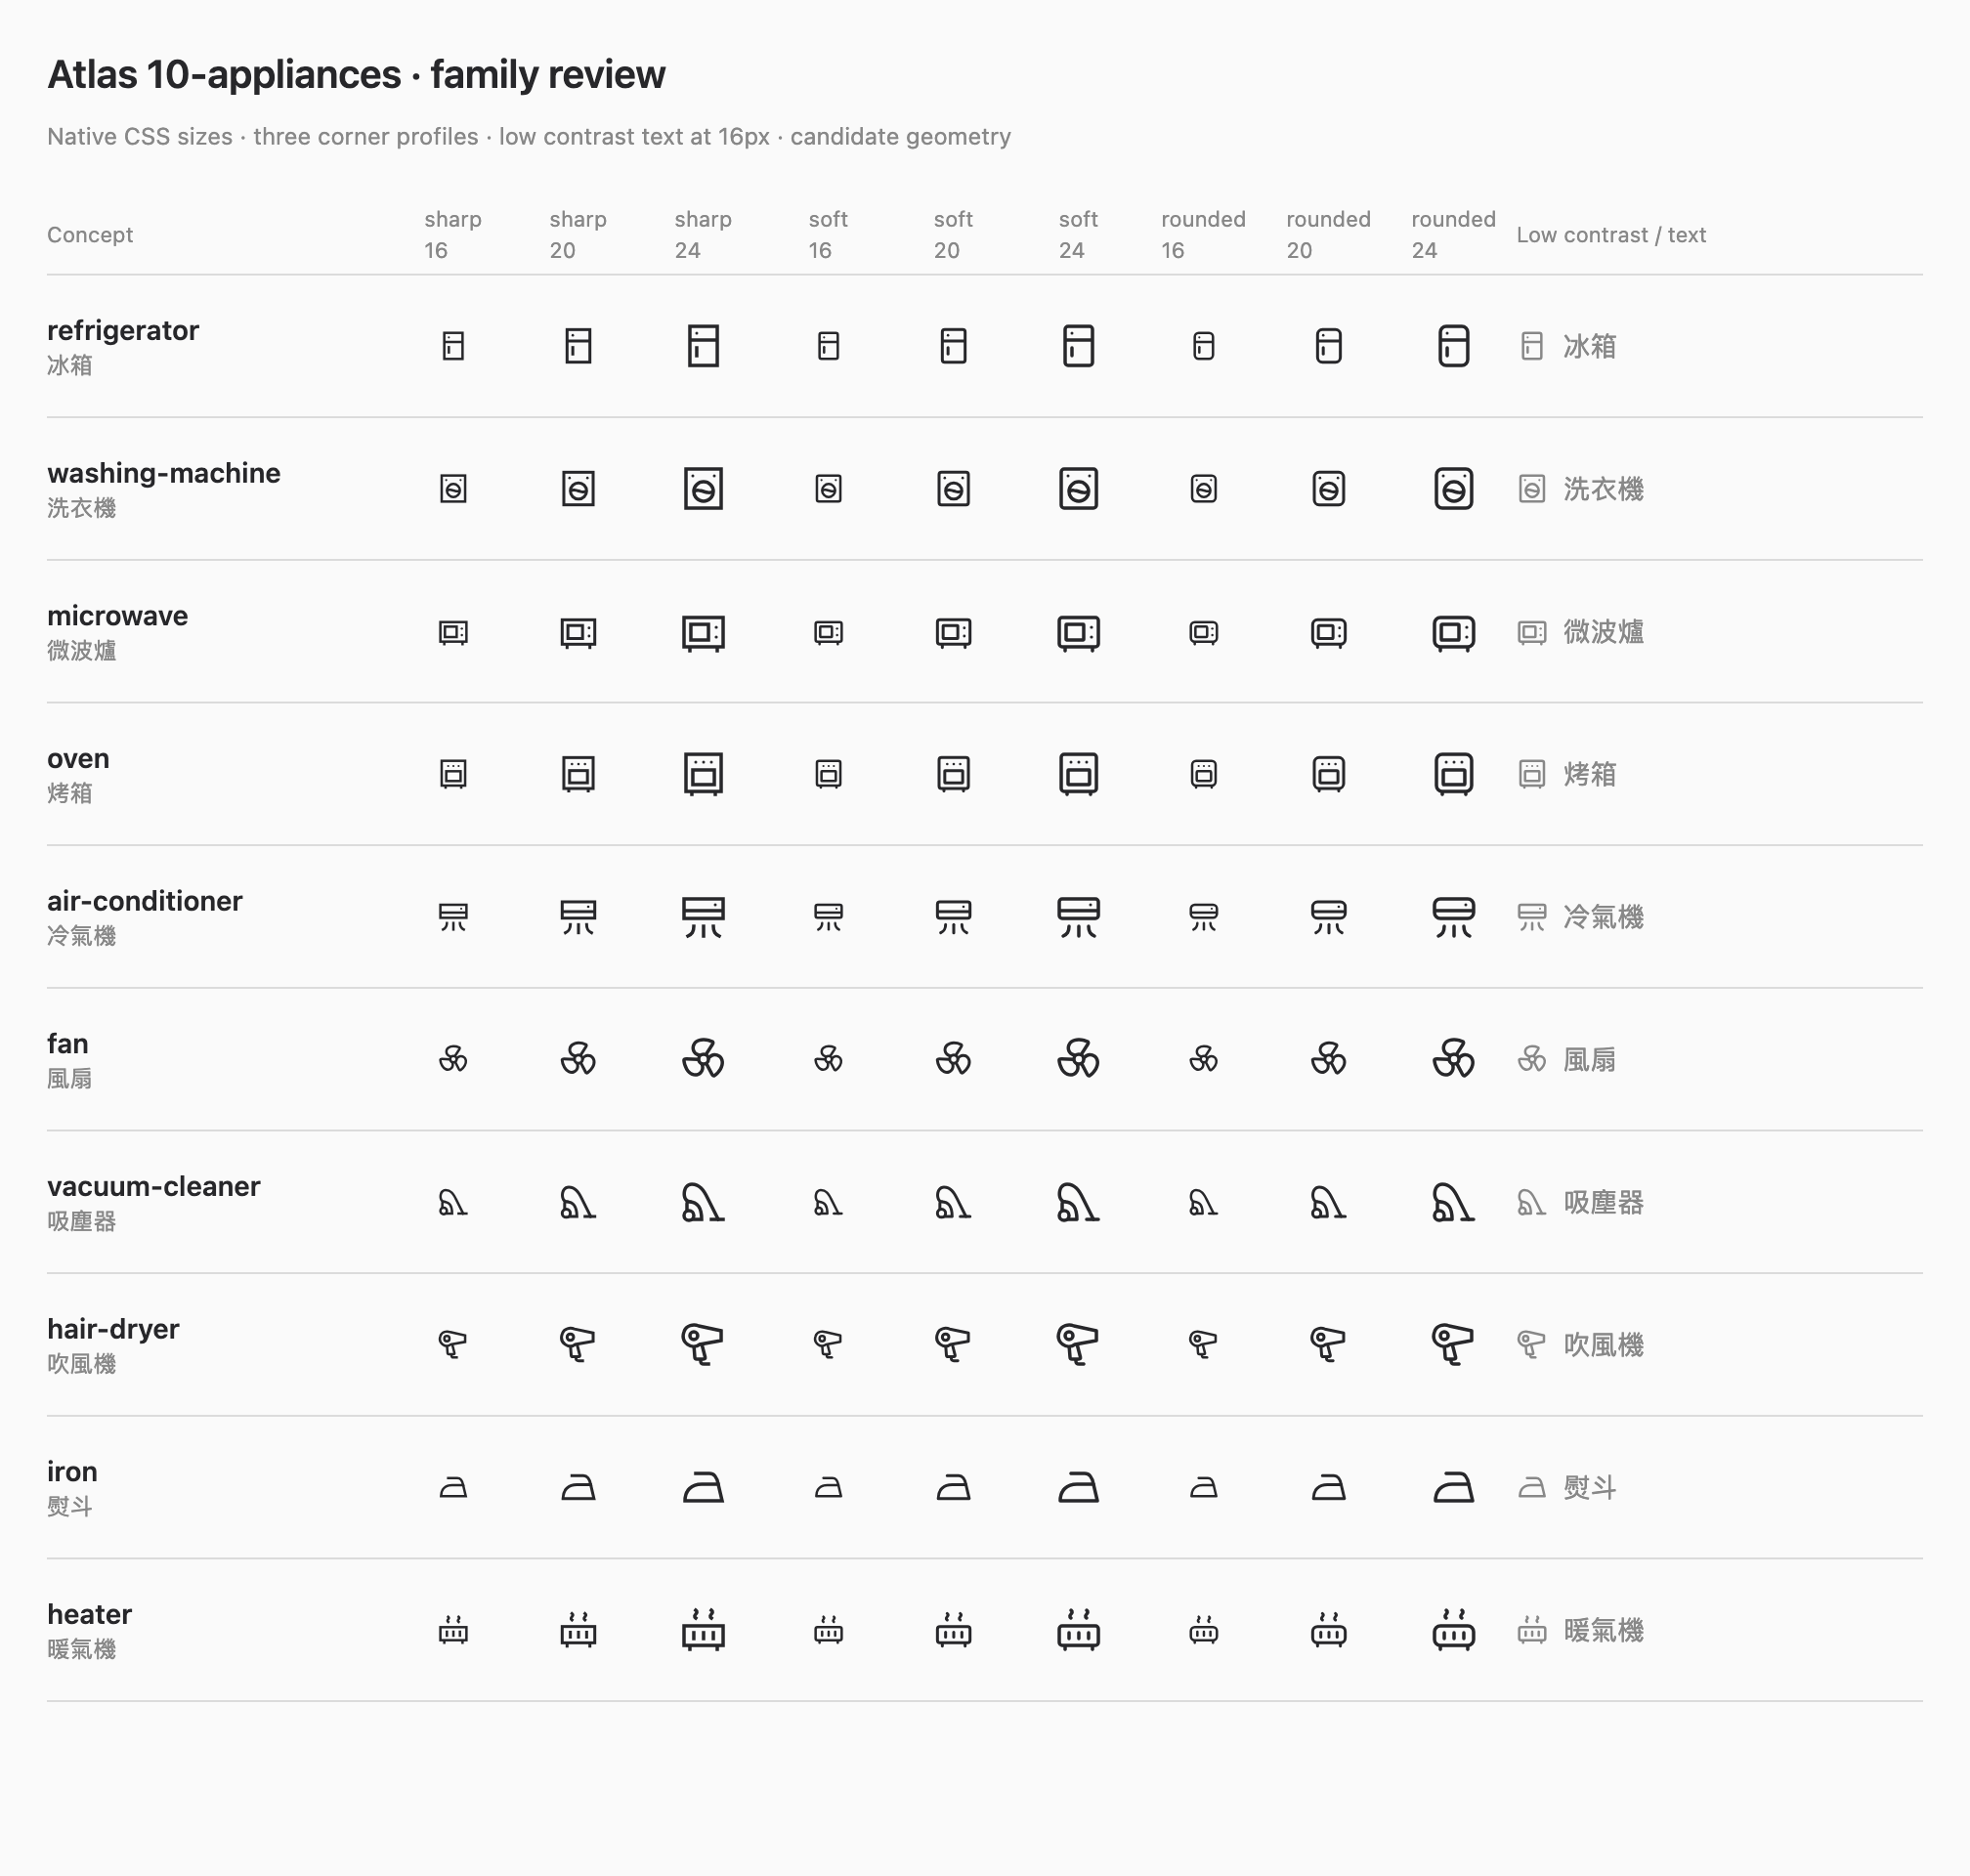 Atlas 10-appliances · family review
Native CSS sizes · three corner profiles · low contrast text at 16px · candidate geometry
Concept
sharp 16
sharp 20
sharp 24
soft 16
soft 20
soft 24
rounded 16
rounded 20
rounded 24
Low contrast / text
refrigerator
冰箱
冰箱
washing-machine
洗衣機
洗衣機
microwave
微波爐
微波爐
oven
烤箱
烤箱
air-conditioner
冷氣機
冷氣機
fan
風扇
風扇
vacuum-cleaner
吸塵器
吸塵器
hair-dryer
吹風機
吹風機
iron
熨斗
熨斗
heater
暖氣機
暖氣機